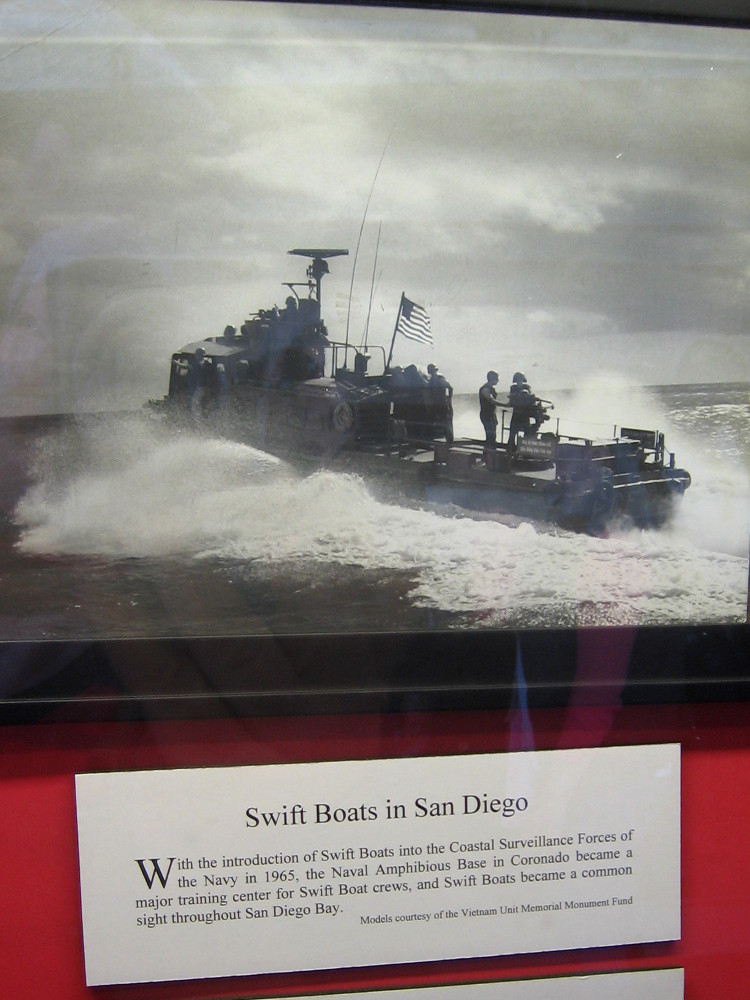 Swift Boats in San Diego
With the introduction of Swift Boats into the Coastal Surveillance Forces of
the Navy in 1965, the Naval Amphibious Base in Coronado became a
major training center for Swift Boat crews, and Swift Boats became a common
sight throughout San Diego Bay.
Models courtesy of the Vietnam Unit Memorial Monument Fund